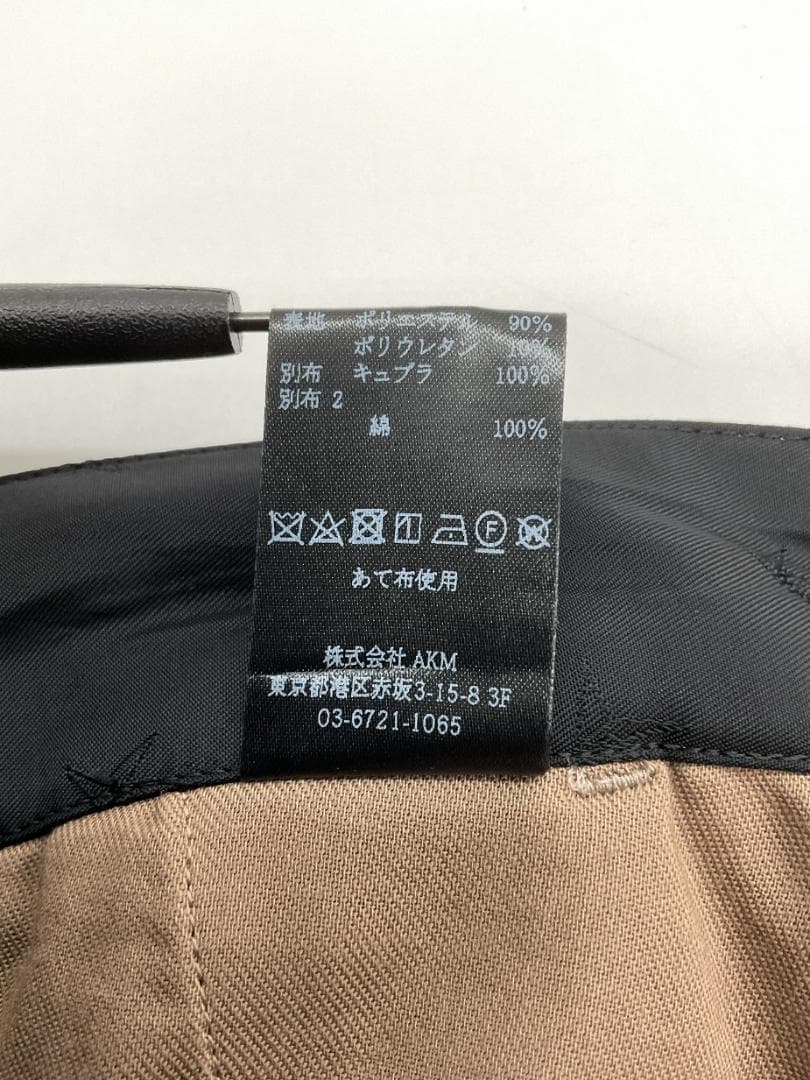 表地 ポリエステル 90%
ポリウレタン 10%
別布 キュプラ 100%
別布 2
綿 100%
F
W
あて布使用
株式会社 AKM
東京都港区赤坂3-15-8 3F
03-6721-1065